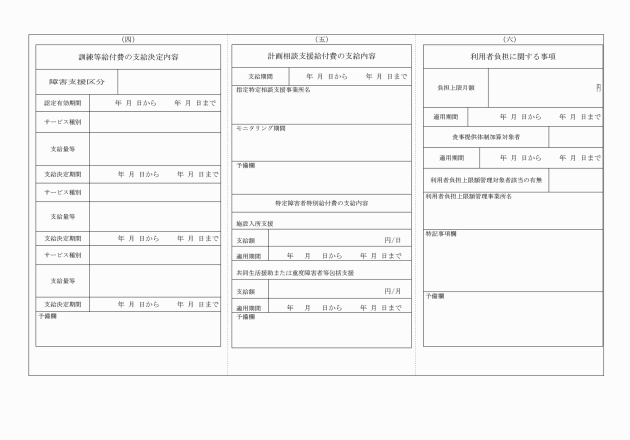 （四）
訓練等給付費の支給決定内容
障害支援区分
認定有効期間 年 月 日から 年 月 日まで
サービス種別
支給量等
支給決定期間 年 月 日から 年 月 日まで
サービス種別
支給量等
支給決定期間 年 月 日から 年 月 日まで
サービス種別
支給量等
支給決定期間 年 月 日から 年 月 日まで
予備欄
（五）
計画相談支援給付費の支給内容
支給期間 年 月 日から 年 月 日まで
指定特定相談支援事業所名
モニタリング期間
予備欄
特定障害者特別給付費の支給内容
施設入所支援
支給額 円/日
適用期間 年 月 日から 年 月 日まで
共同生活援助または重度障害者等包括支援
支給額 円/月
適用期間 年 月 日から 年 月 日まで
予備欄
（六）
利用者負担に関する事項
負担上限月額 円
適用期間 年 月 日から 年 月 日まで
食事提供体制加算対象者
適用期間 年 月 日から 年 月 日まで
利用者負担上限額管理対象者該当の有無
利用者負担上限額管理事業所名
特記事項欄
予備欄